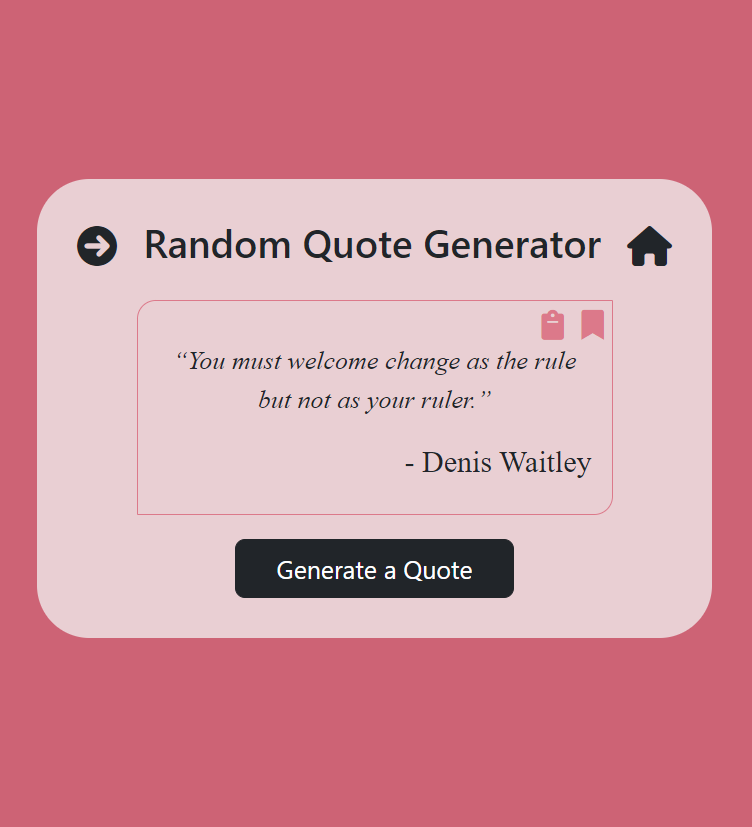 Random Quote Generator
“You must welcome change as the rule
but not as your ruler.”
- Denis Waitley
Generate a Quote